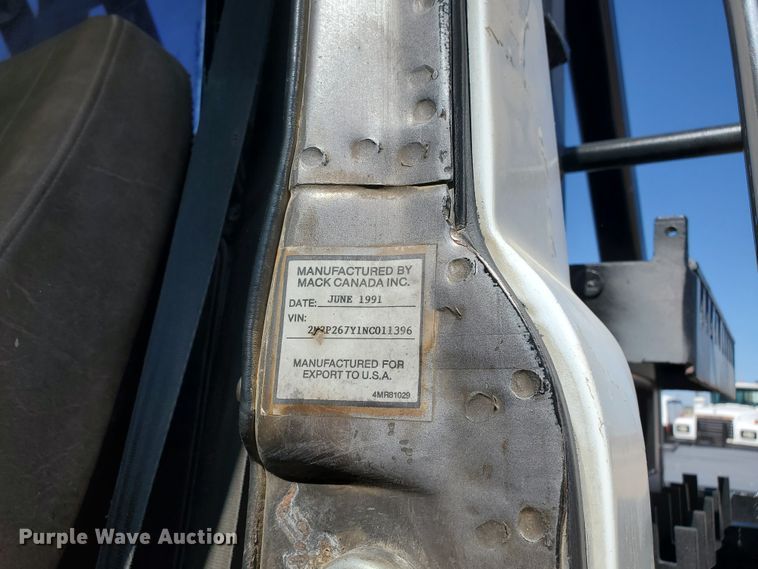 MANUFACTURED BY
MACK CANADA INC.
DATE: JUNE 1991
VIN:
2M2P267Y1NC011396
MANUFACTURED FOR
EXPORT TO U.S.A.
4MR81029
Purple Wave Auction